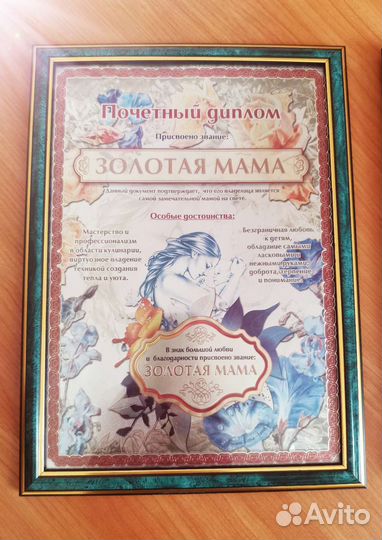 Почетный диплом
Присвоено звание:
ЗОЛОТАЯ МАМА
Данный документ подтверждает, что его владелица является
самой замечательной мамой на свете.
Особые достоинства:
Мастерство и
профессионализм
в области кулинарии,
виртуозное владение
техникой создания
тепла и уюта.
Безграничная любовь
к детям,
обладание самыми
ласковыми и
нежными руками,
доброта, терпение
и понимание.
В знак большой любви
и благодарности присвоено звание:
ЗОЛОТАЯ МАМА
Avito